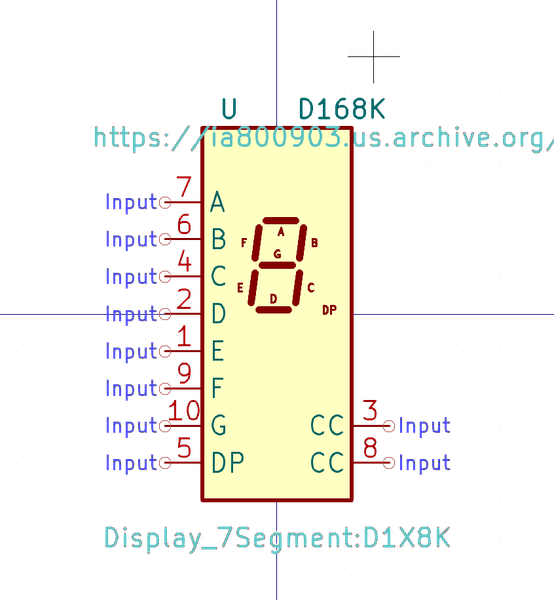 U D168K
https://ia800903.us.archive.org/
Input 7 A
Input 6 B
Input 4 C
Input 2 D
Input 1 E
Input 9 F
Input 10 G CC 3 Input
Input 5 DP CC 8 Input
A
F B
G
E C
D
DP
Display_7Segment:D1X8K